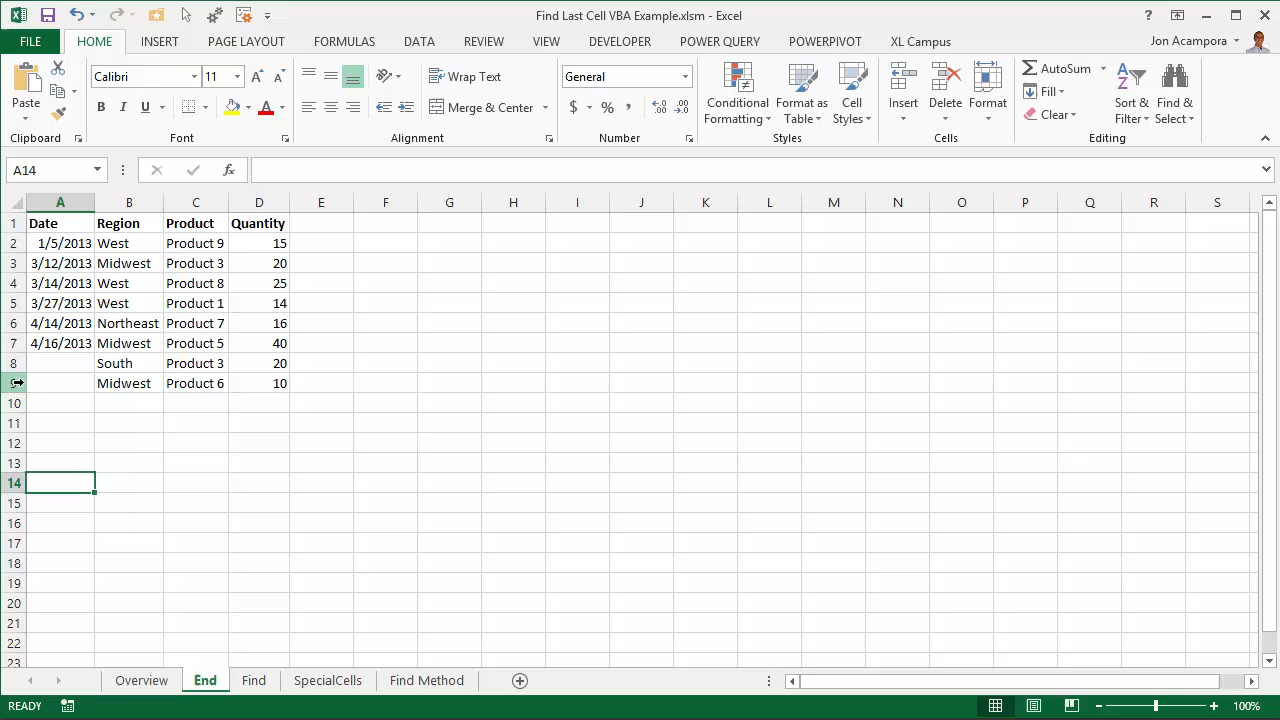 Find Last Cell VBA Example.xlsm - Excel
?
FILE HOME INSERT PAGE LAYOUT FORMULAS DATA REVIEW VIEW DEVELOPER POWERQUERY POWERPIVOT XL Campus Jon Acampora
Paste
Calibri 11 A A
B I U A
Wrap Text
Merge & Center
General
$ % ,
Conditional Formatting
Format as Table
Cell Styles
Insert Delete Format
AutoSum
Fill
Clear
Sort & Filter
Find & Select
Clipboard Font Alignment Number Styles Cells Editing
A14 fx
A B C D E F G H I J K L M N O P Q R S
1 Date Region Product Quantity
2 1/5/2013 West Product 9 15
3 3/12/2013 Midwest Product 3 20
4 3/14/2013 West Product 8 25
5 3/27/2013 West Product 1 14
6 4/14/2013 Northeast Product 7 16
7 4/16/2013 Midwest Product 5 40
8 South Product 3 20
9 Midwest Product 6 10
10
11
12
13
14
15
16
17
18
19
20
21
22
23
Overview End Find SpecialCells Find Method
READY 100%